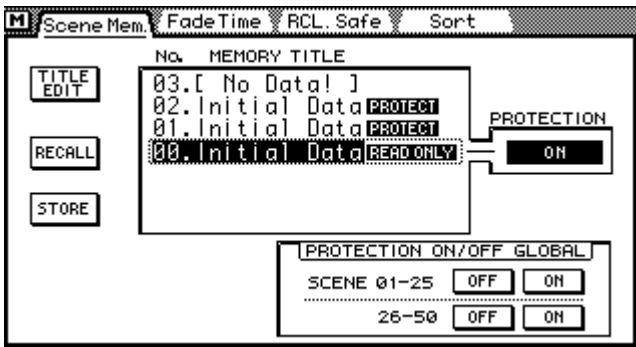 M Scene Mem. Fade Time RCL. Safe Sort
No. MEMORY TITLE
TITLE EDIT
03.[ No Data! ]
02.Initial Data PROTECT
01.Initial Data PROTECT
00.Initial Data READ ONLY
PROTECTION
ON
RECALL
STORE
PROTECTION ON/OFF GLOBAL
SCENE 01-25 OFF ON
26-50 OFF ON